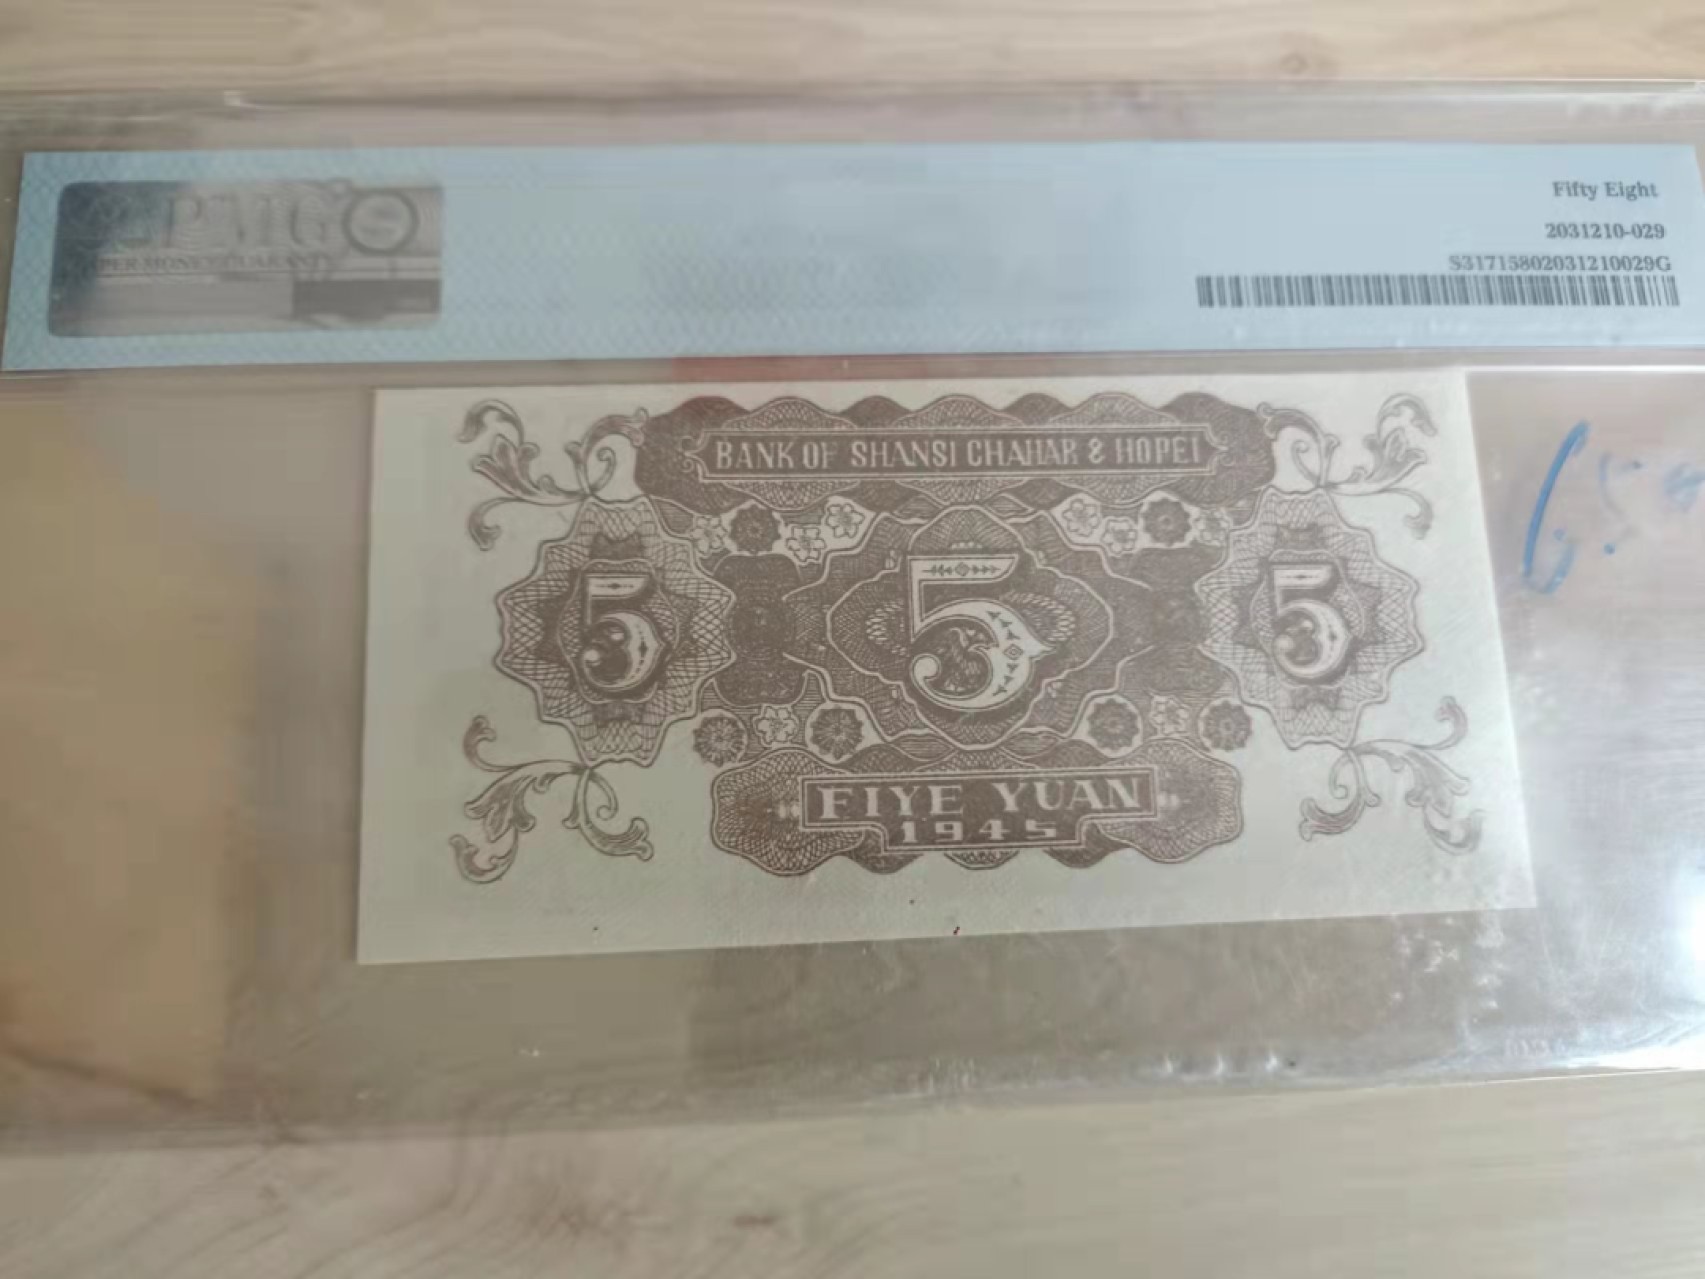 PMG
PAPER MONEY GUARANTY
Fifty Eight
2031210-029
S31715802031210029G
BANK OF SHANSI CHAHAR & HOPEI
5
5
5
FIYE YUAN
1945